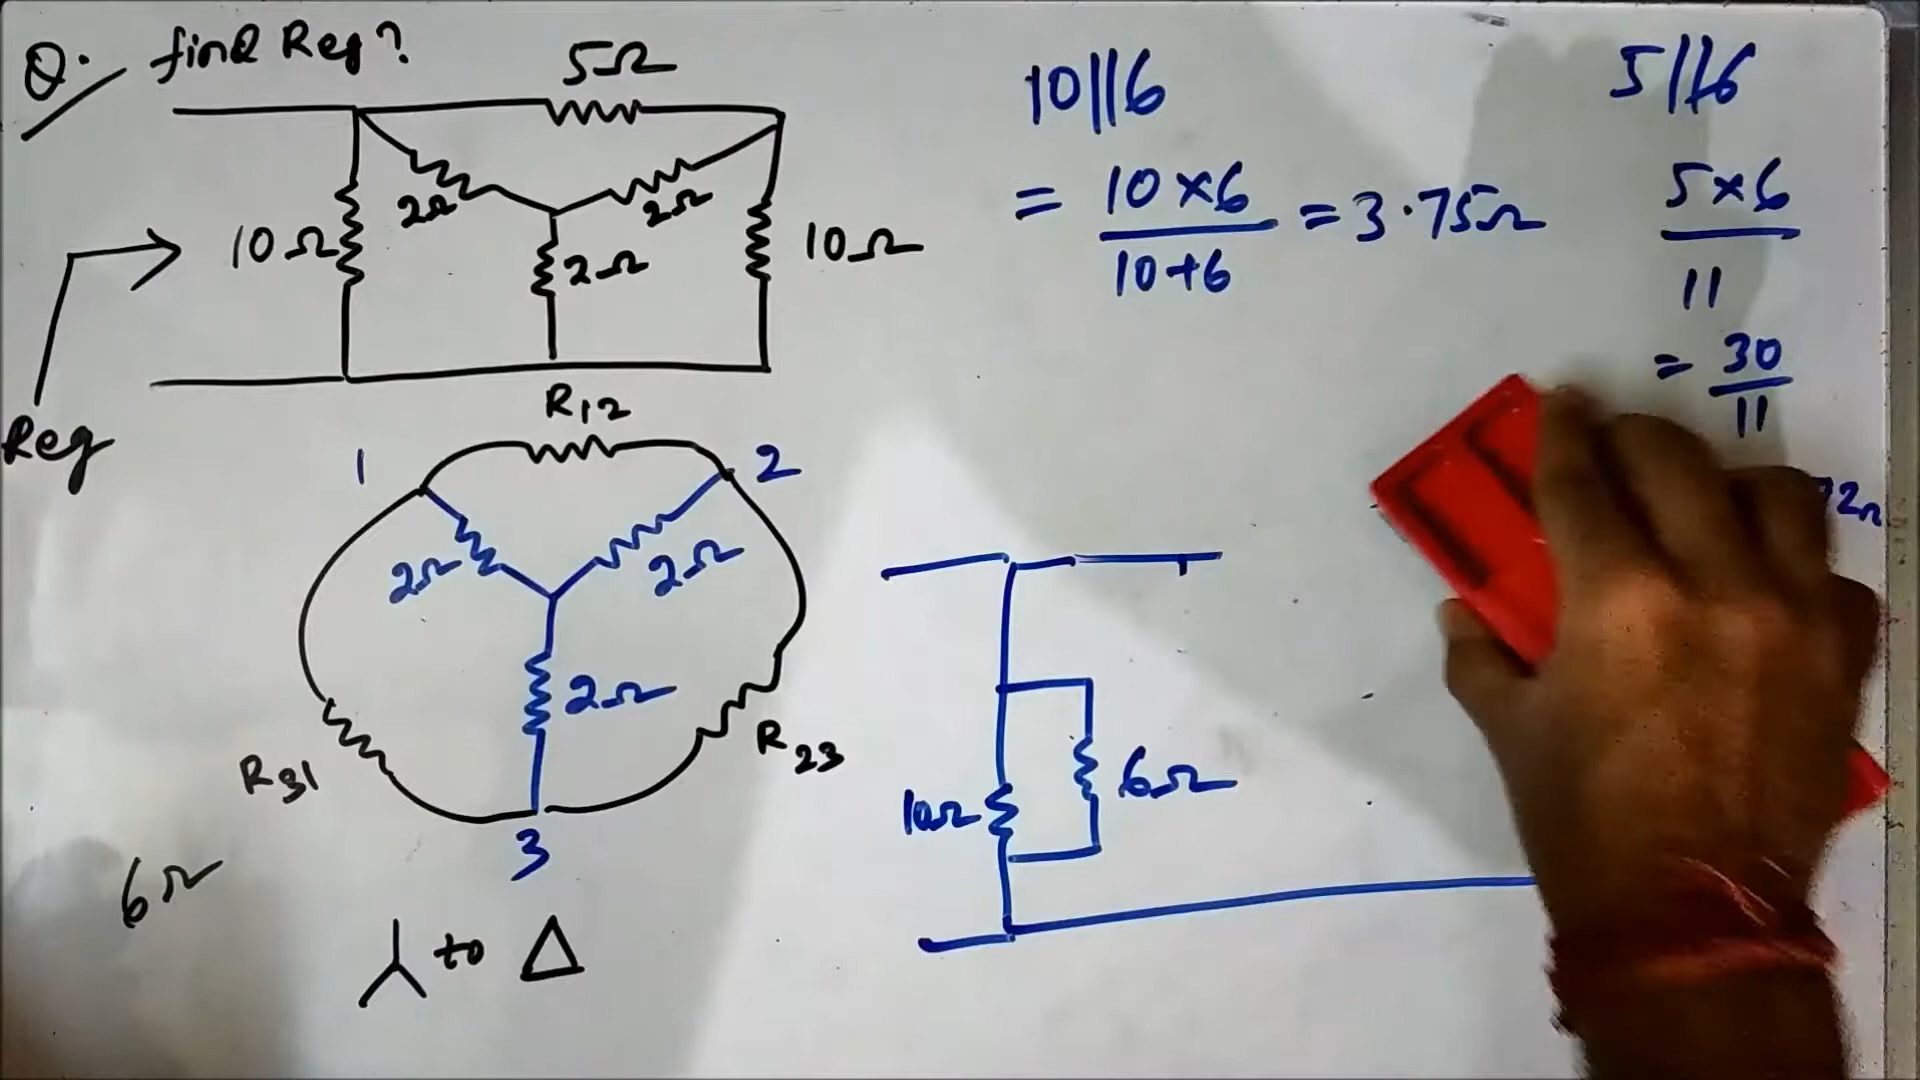 Q. find Req?
5Ω
10Ω
2Ω
2Ω
2Ω
10Ω
Req
R12
1
2
2Ω
2Ω
2Ω
R31
R23
3
6Ω
⅄ to Δ
10||6
= 10×6 / 10+6 = 3.75Ω
5||6
5×6 / 11
= 30 / 11
72Ω
10Ω
6Ω